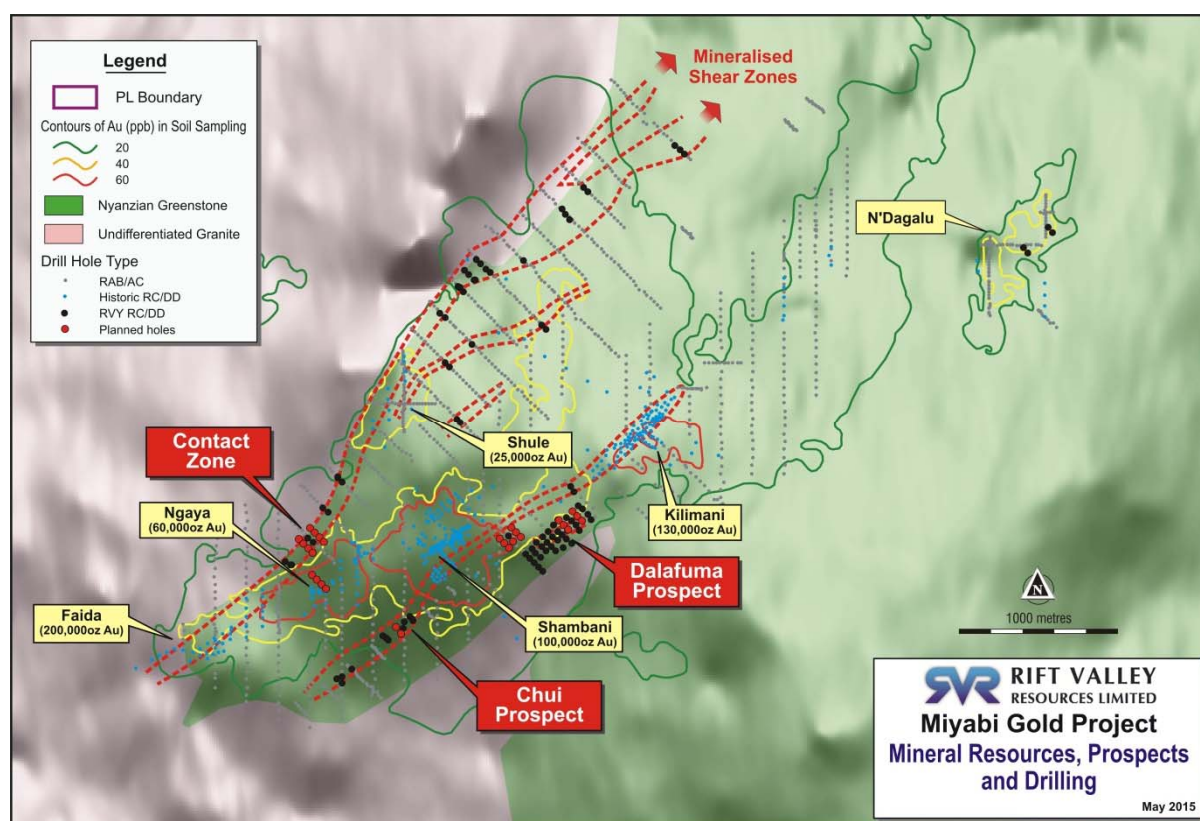 Legend
PL Boundary
Contours of Au (ppb) in Soil Sampling
20
40
60
Nyanzian Greenstone
Undifferentiated Granite
Drill Hole Type
RAB/AC
Historic RC/DD
RVY RC/DD
Planned holes
Mineralised
Shear Zones
N'Dagalu
Contact
Zone
Shule
(25,000oz Au)
Ngaya
(60,000oz Au)
Kilimani
(130,000oz Au)
Dalafuma
Prospect
Faida
(200,000oz Au)
Shambani
(100,000oz Au)
Chui
Prospect
N
1000 metres
SVR RIFT VALLEY
RESOURCES LIMITED
Miyabi Gold Project
Mineral Resources, Prospects
and Drilling
May 2015